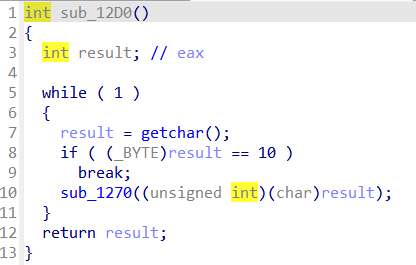 1 int sub_12D0()
2 {
3 int result; // eax
4
5 while ( 1 )
6 {
7 result = getchar();
8 if ( (_BYTE)result == 10 )
9 break;
10 sub_1270((unsigned int)(char)result);
11 }
12 return result;
13 }